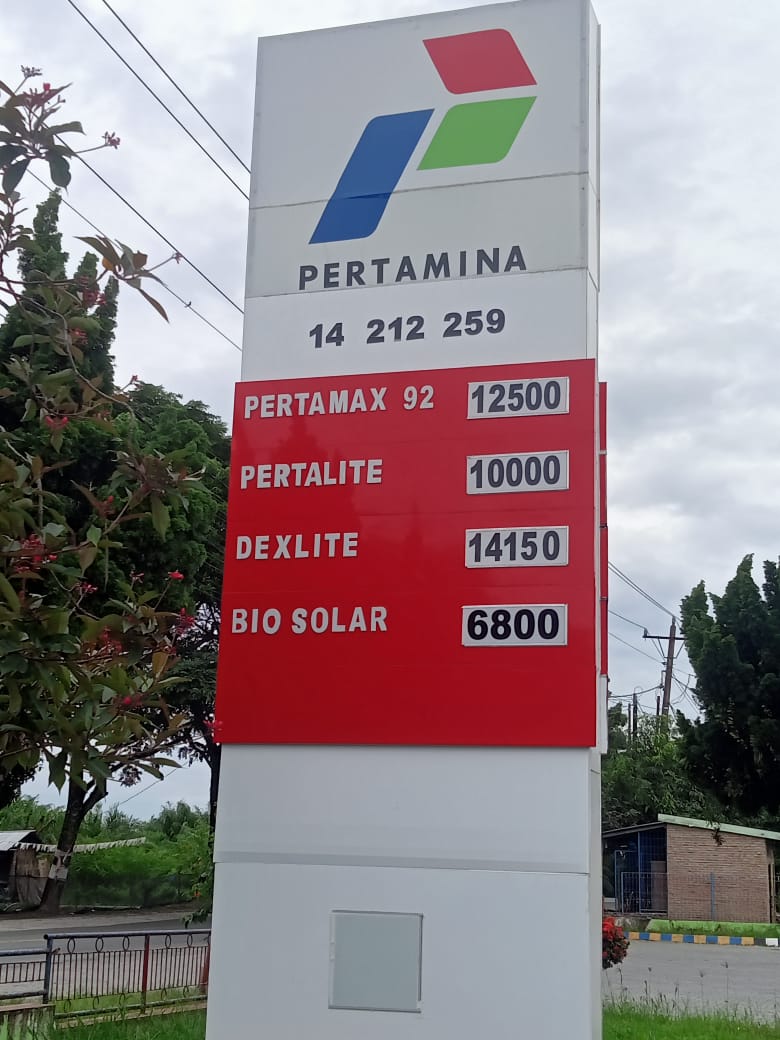 PERTAMINA
14 212 259
PERTAMAX 92 12500
PERTALITE 10000
DEXLITE 14150
BIO SOLAR 6800